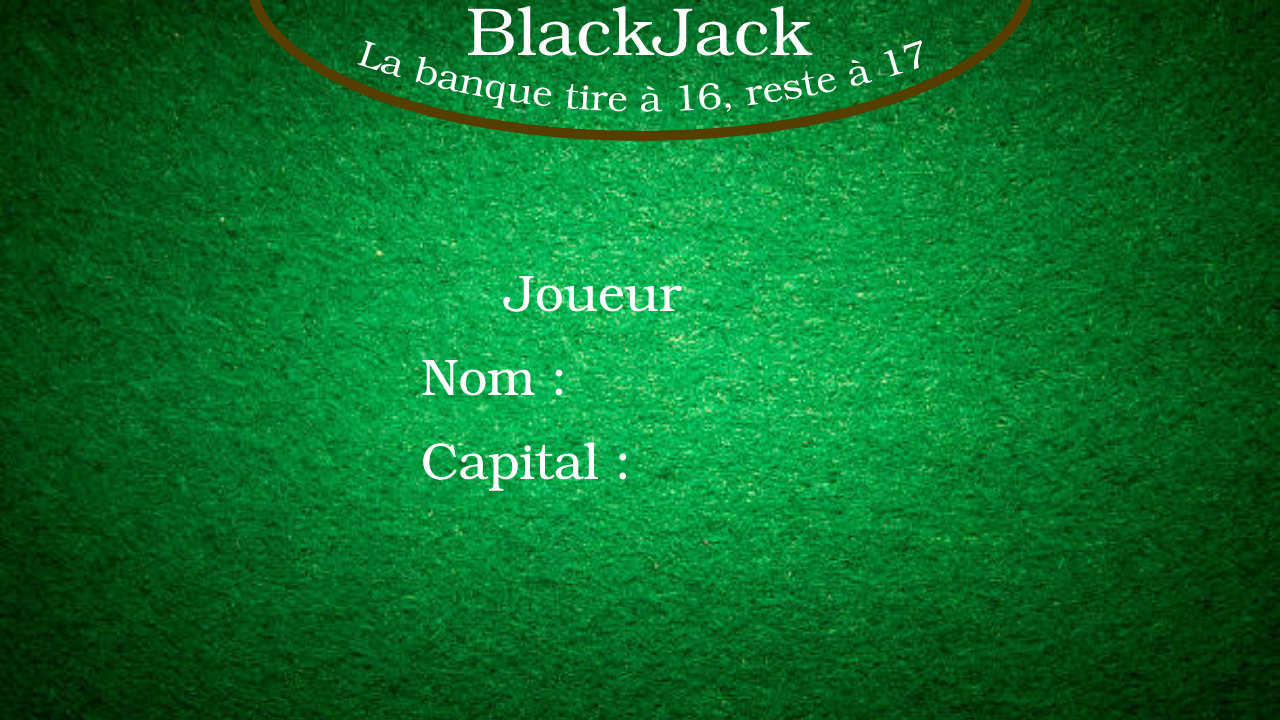 BlackJack
La banque tire à 16, reste à 17
Joueur
Nom :
Capital :